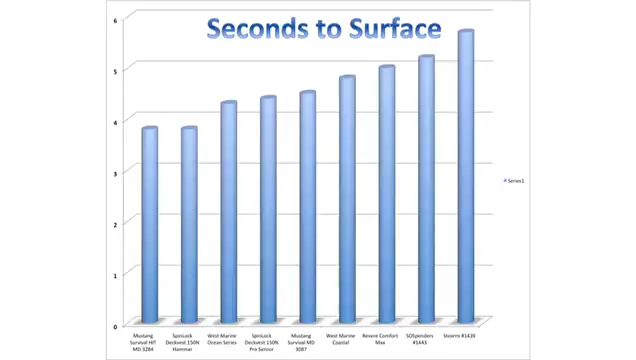 Seconds to Surface
6
5
4
3
2
1
0
Series1
Mustang
Survival HIT
MD 3284
SpinLock
Deckvest 150N
Hammar
West Marine
Ocean Series
SpinLock
Deckvest 150N
Pro Sensor
Mustang
Survival MD
3087
West Marine
Coastal
Revere Comfort
Max
SOSpenders
#1443
Stearns #1439